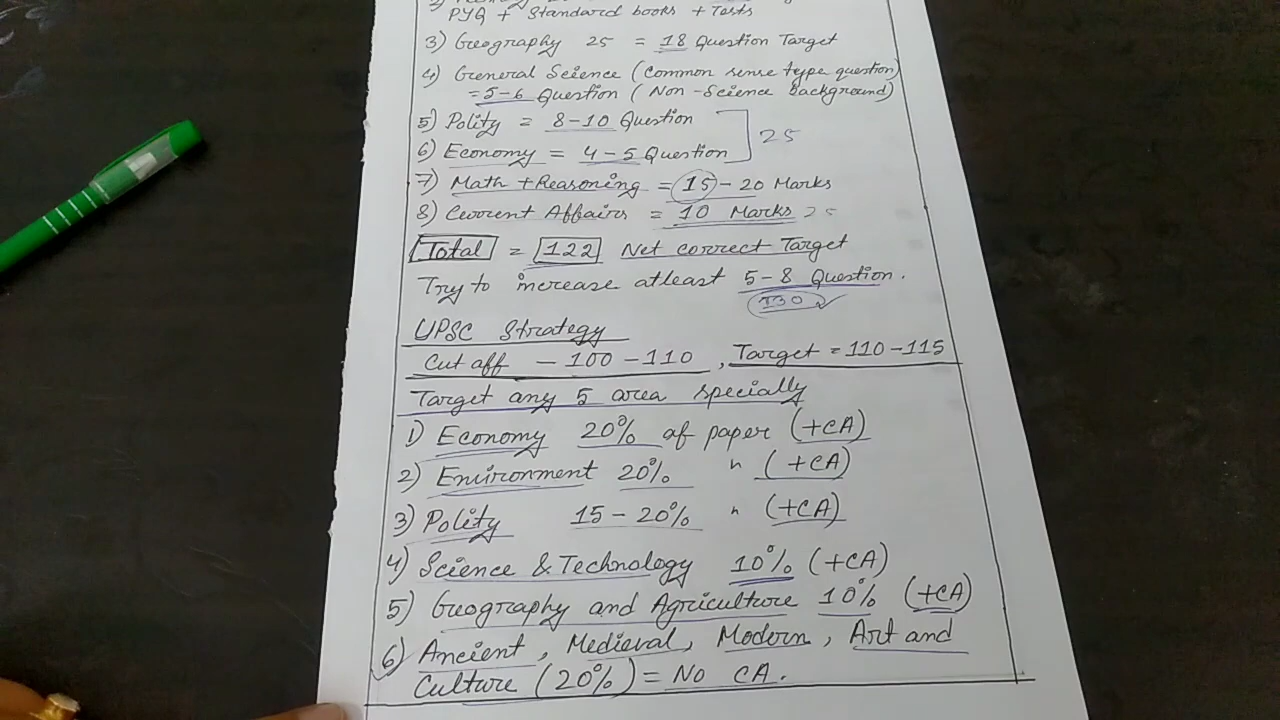 PYQ + Standard books + Tests
3) Geography 25 = 18 Question Target
4) General Science (Common sense type question)
= 5-6 Question (Non-Science background)
5) Polity = 8-10 Question
25
6) Economy = 4-5 Question
7) Math + Reasoning = 15 - 20 Marks
8) Current Affairs = 10 Marks 25
Total = 122 Net correct Target
Try to increase atleast 5-8 Question.
130
UPSC Strategy
Cut off - 100 - 110, Target = 110-115
Target any 5 area specially
1) Economy 20% of paper (+CA)
2) Environment 20% " (+CA)
3) Polity 15 - 20% " (+CA)
4) Science & Technology 10% (+CA)
5) Geography and Agriculture 10% (+CA)
6) Ancient, Medieval, Modern, Art and
Culture (20%) = No CA.